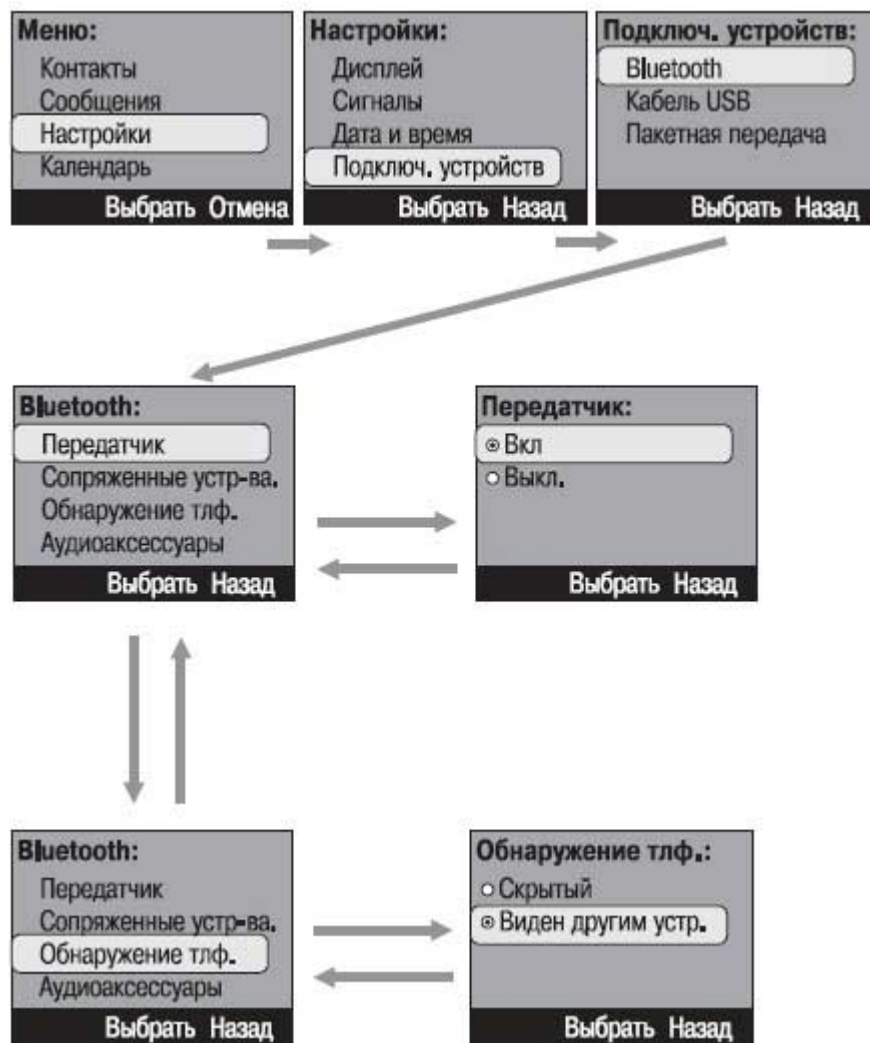 Меню:
Контакты
Сообщения
Настройки
Календарь
Выбрать Отмена
Настройки:
Дисплей
Сигналы
Дата и время
Подключ. устройств
Выбрать Назад
Подключ. устройств:
Bluetooth
Кабель USB
Пакетная передача
Выбрать Назад
Bluetooth:
Передатчик
Сопряженные устр-ва.
Обнаружение тлф.
Аудиоаксессуары
Выбрать Назад
Передатчик:
Вкл
Выкл.
Выбрать Назад
Bluetooth:
Передатчик
Сопряженные устр-ва.
Обнаружение тлф.
Аудиоаксессуары
Выбрать Назад
Обнаружение тлф.:
Скрытый
Виден другим устр.
Выбрать Назад